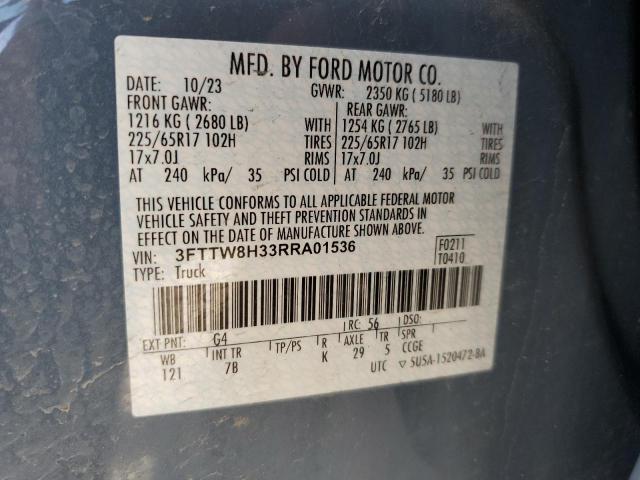 MFD. BY FORD MOTOR CO.
DATE: 10/23 GVWR: 2350 KG ( 5180 LB)
FRONT GAWR: REAR GAWR:
1216 KG ( 2680 LB) WITH 1254 KG ( 2765 LB) WITH
225/65R17 102H TIRES 225/65R17 102H TIRES
17x7.0J RIMS 17x7.0J RIMS
AT 240 kPa/ 35 PSI COLD AT 240 kPa/ 35 PSI COLD
THIS VEHICLE CONFORMS TO ALL APPLICABLE FEDERAL MOTOR
VEHICLE SAFETY AND THEFT PREVENTION STANDARDS IN
EFFECT ON THE DATE OF MANUFACTURE SHOWN ABOVE.
VIN: 3FTTW8H33RRA01536 F0211
TYPE: Truck T0410
EXT PNT: G4 RC: 56 DSO:
WB INT TR TP/PS R AXLE TR SPR
121 7B K 29 5 CCGE
UTC ▽ 5U5A-1520472-BA